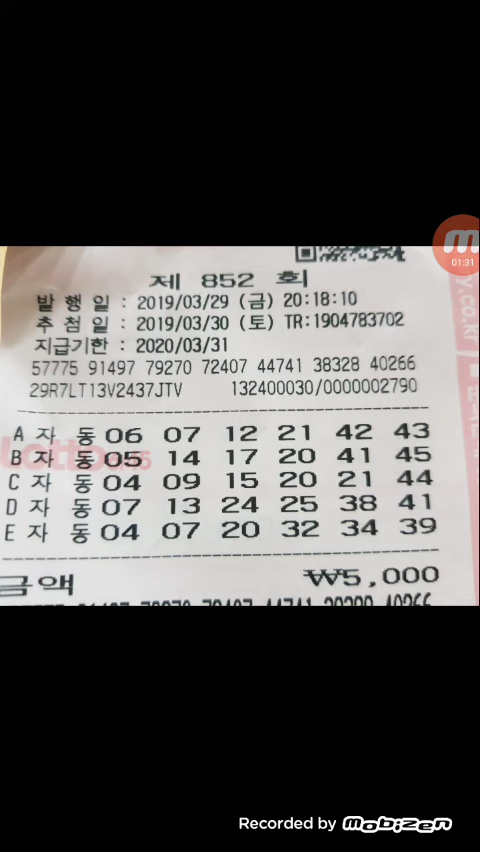 제 852 회
발 행 일 : 2019/03/29 (금) 20:18:10
추 첨 일 : 2019/03/30 (토) TR:1904783702
지급기한 : 2020/03/31
57775 91497 79270 72407 44741 38328 40266
29R7LT13V2437JTV 132400030/0000002790
A 자 동 06 07 12 21 42 43
B 자 동 05 14 17 20 41 45
C 자 동 04 09 15 20 21 44
D 자 동 07 13 24 25 38 41
E 자 동 04 07 20 32 34 39
금액 ₩5,000
01:31
y.co.kr
Recorded by mobizen